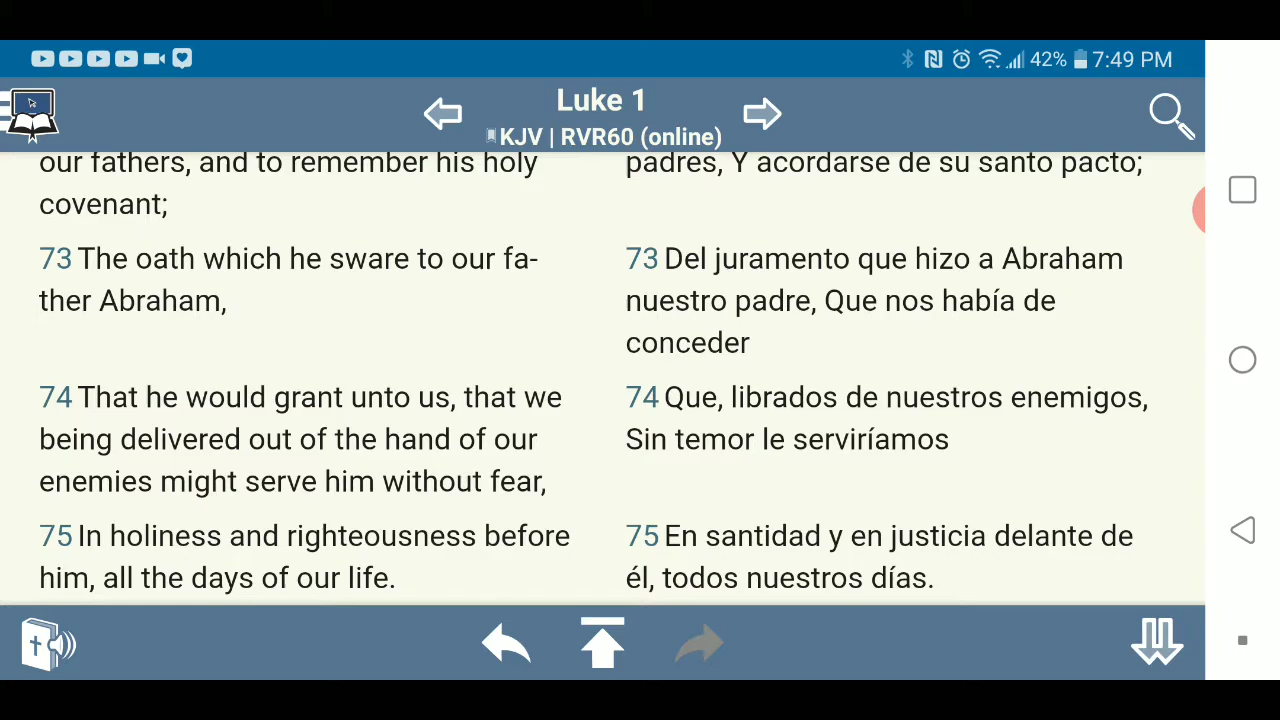 42% 7:49 PM
Luke 1
KJV | RVR60 (online)
our fathers, and to remember his holy
covenant;
73 The oath which he sware to our fa-
ther Abraham,
74 That he would grant unto us, that we
being delivered out of the hand of our
enemies might serve him without fear,
75 In holiness and righteousness before
him, all the days of our life.
padres, Y acordarse de su santo pacto;
73 Del juramento que hizo a Abraham
nuestro padre, Que nos había de
conceder
74 Que, librados de nuestros enemigos,
Sin temor le serviríamos
75 En santidad y en justicia delante de
él, todos nuestros días.